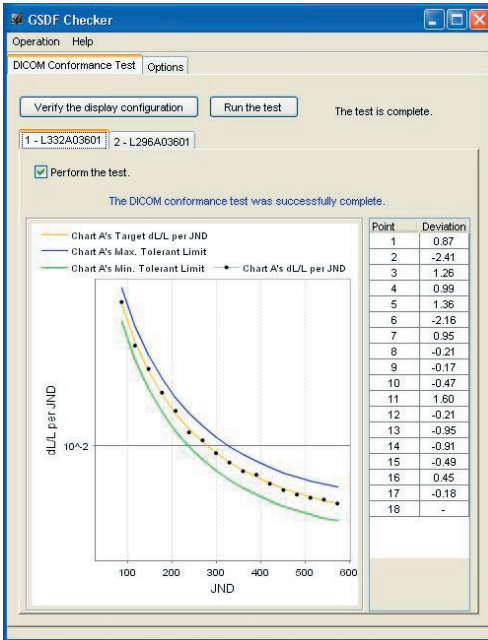 GSDF Checker
Operation Help
DICOM Conformance Test Options
Verify the display configuration Run the test The test is complete.
1 - L332A03601 2 - L296A03601
Perform the test.
The DICOM conformance test was successfully complete.
Chart A's Target dL/L per JND
Chart A's Max. Tolerant Limit
Chart A's Min. Tolerant Limit Chart A's dL/L per JND
dL/L per JND
10^-2
100 200 300 400 500 600
JND
Point Deviation
1 0.87
2 -2.41
3 1.26
4 0.99
5 1.36
6 -2.16
7 0.95
8 -0.21
9 -0.17
10 -0.47
11 1.60
12 -0.21
13 -0.95
14 -0.91
15 -0.49
16 0.45
17 -0.18
18 -